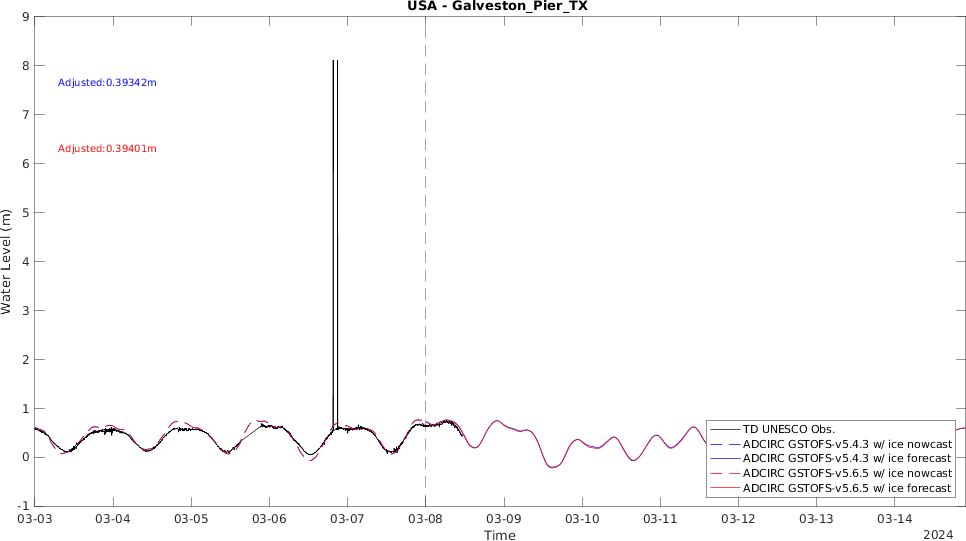 USA - Galveston_Pier_TX
9
8
7
6
5
4
3
2
1
0
-1
Water Level (m)
Adjusted:0.39342m
Adjusted:0.39401m
TD UNESCO Obs.
ADCIRC GSTOFS-v5.4.3 w/ ice nowcast
ADCIRC GSTOFS-v5.4.3 w/ ice forecast
ADCIRC GSTOFS-v5.6.5 w/ ice nowcast
ADCIRC GSTOFS-v5.6.5 w/ ice forecast
03-03 03-04 03-05 03-06 03-07 03-08 03-09 03-10 03-11 03-12 03-13 03-14
Time
2024